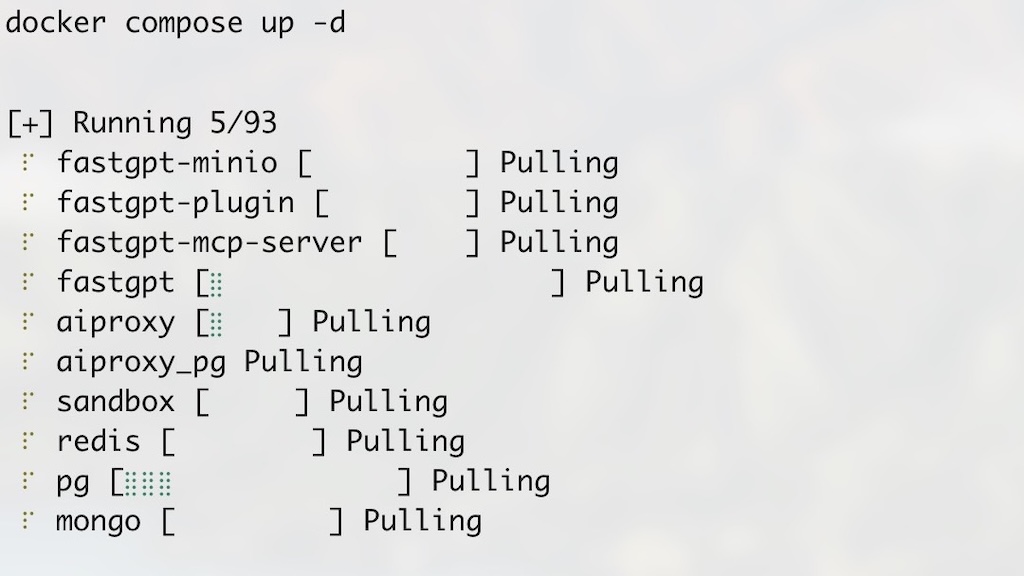 docker compose up -d
[+] Running 5/93
⠏ fastgpt-minio [         ] Pulling
⠏ fastgpt-plugin [        ] Pulling
⠏ fastgpt-mcp-server [    ] Pulling
⠏ fastgpt [⣿                   ] Pulling
⠏ aiproxy [⣿   ] Pulling
⠏ aiproxy_pg Pulling
⠏ sandbox [     ] Pulling
⠏ redis [        ] Pulling
⠏ pg [⣿⣿⣿             ] Pulling
⠏ mongo [         ] Pulling